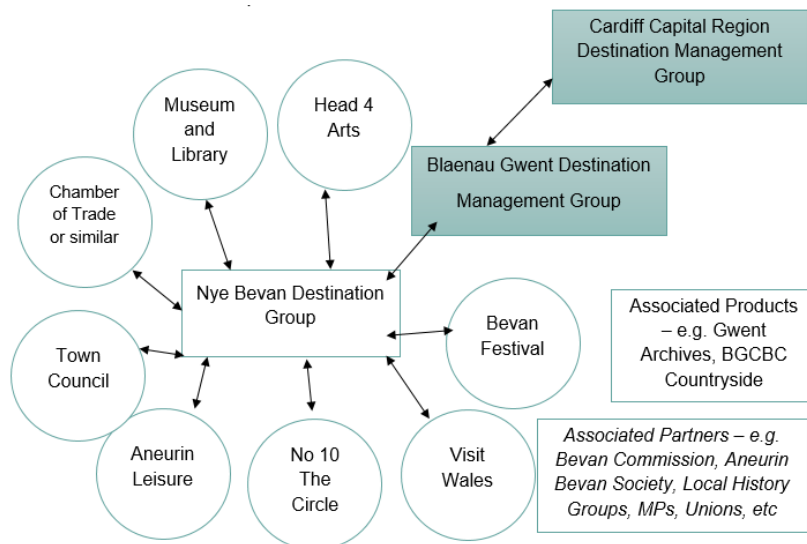 Cardiff Capital Region
Destination Management
Group
Museum
and
Library
Head 4
Arts
Blaenau Gwent Destination
Management Group
Chamber
of Trade
or similar
Nye Bevan Destination
Group
Bevan
Festival
Associated Products
– e.g. Gwent
Archives, BGCBC
Countryside
Town
Council
Aneurin
Leisure
No 10
The
Circle
Visit
Wales
Associated Partners – e.g.
Bevan Commission, Aneurin
Bevan Society, Local History
Groups, MPs, Unions, etc